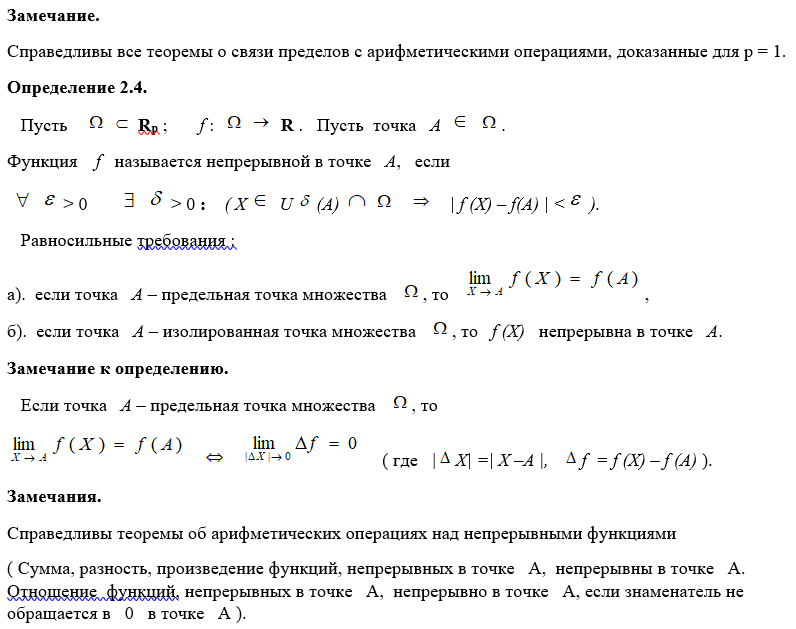 Замечание.
Справедливы все теоремы о связи пределов с арифметическими операциями, доказанные для p = 1.
Определение 2.4.
Пусть Ω ⊂ Rp ; f : Ω → R . Пусть точка A ∈ Ω .
Функция f называется непрерывной в точке A, если
∀ ε > 0 ∃ δ > 0 : ( X ∈ U δ (A) ∩ Ω ⇒ | f (X) – f(A) | < ε ).
Равносильные требования :
а). если точка A – предельная точка множества Ω , то lim X → A f ( X ) = f ( A ) ,
б). если точка A – изолированная точка множества Ω , то f (X) непрерывна в точке A.
Замечание к определению.
Если точка A – предельная точка множества Ω , то
lim X → A f ( X ) = f ( A ) ⇔ lim |ΔX|→0 Δf = 0 ( где | Δ X| =| X –A |, Δ f = f (X) – f (A) ).
Замечания.
Справедливы теоремы об арифметических операциях над непрерывными функциями
( Сумма, разность, произведение функций, непрерывных в точке A, непрерывны в точке A.
Отношение функций, непрерывных в точке A, непрерывно в точке A, если знаменатель не
обращается в 0 в точке A ).